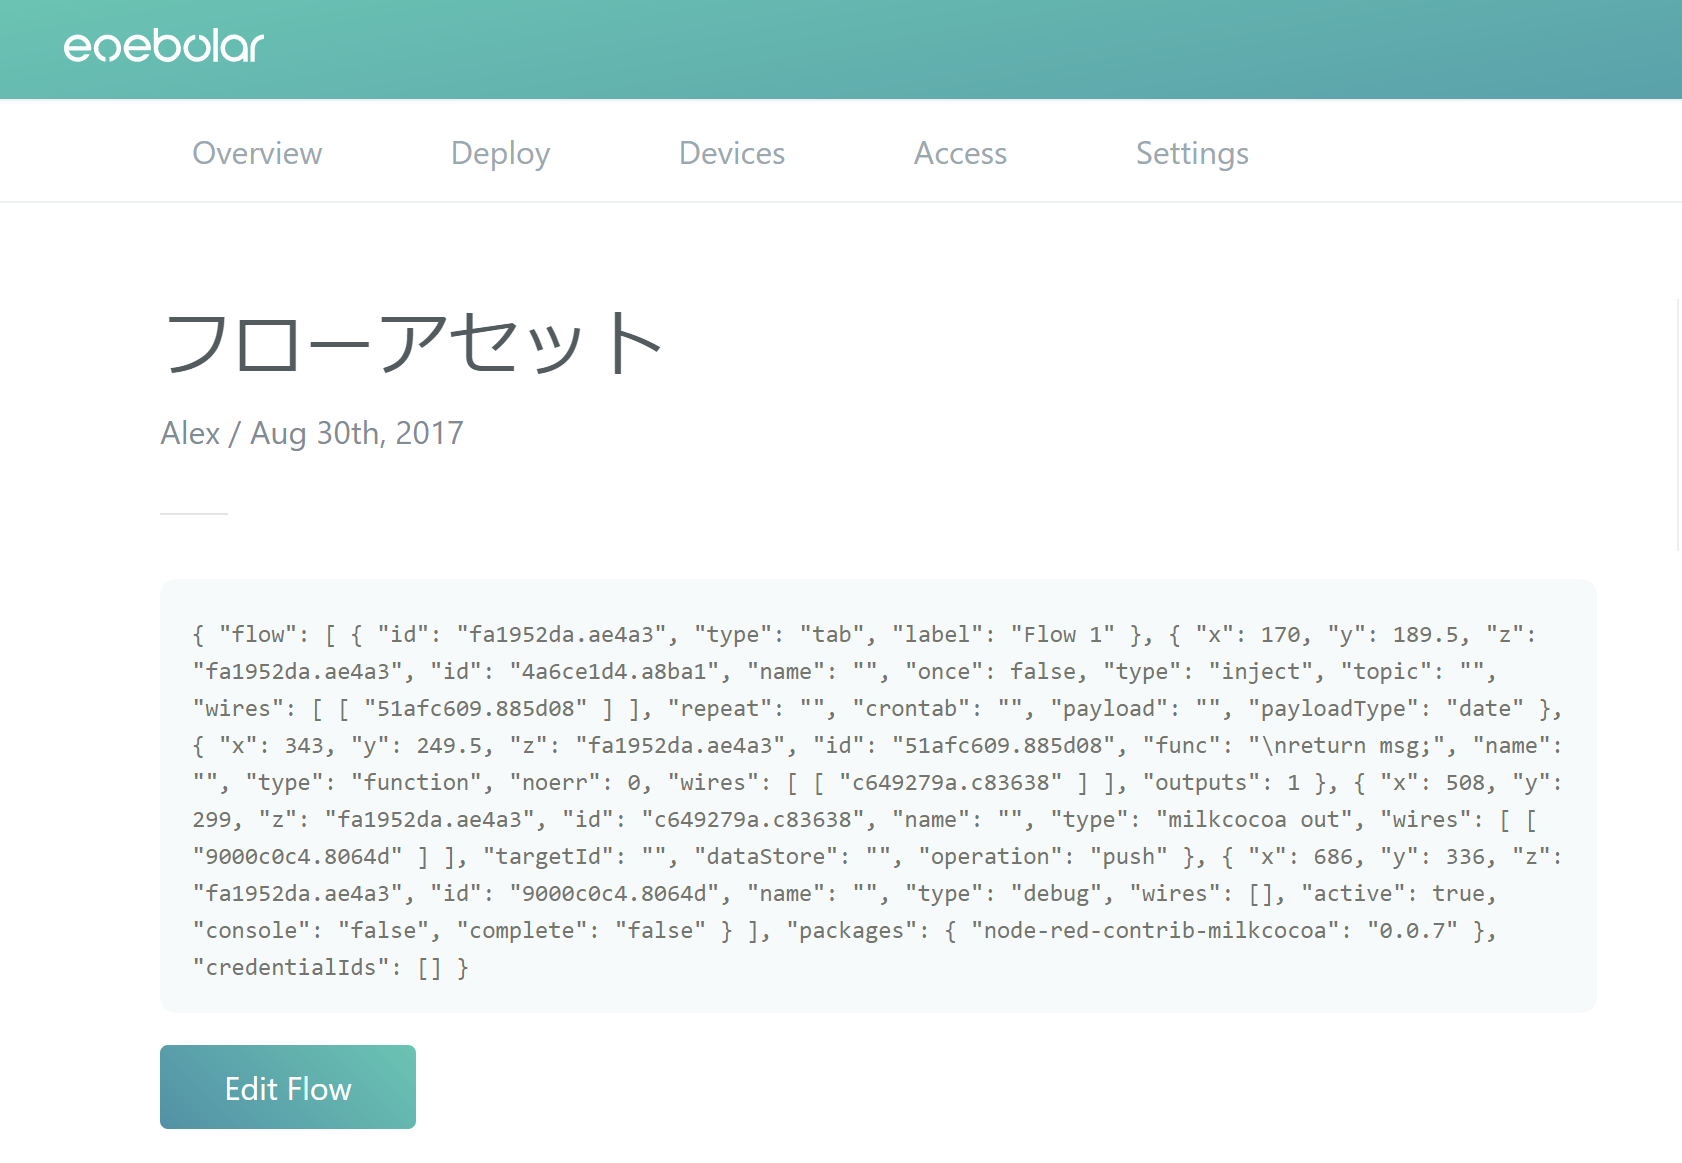 enebular
Overview Deploy Devices Access Settings
フローアセット
Alex / Aug 30th, 2017
{ "flow": [ { "id": "fa1952da.ae4a3", "type": "tab", "label": "Flow 1" }, { "x": 170, "y": 189.5, "z":
"fa1952da.ae4a3", "id": "4a6ce1d4.a8ba1", "name": "", "once": false, "type": "inject", "topic": "",
"wires": [ [ "51afc609.885d08" ] ], "repeat": "", "crontab": "", "payload": "", "payloadType": "date" },
{ "x": 343, "y": 249.5, "z": "fa1952da.ae4a3", "id": "51afc609.885d08", "func": "\nreturn msg;", "name":
"", "type": "function", "noerr": 0, "wires": [ [ "c649279a.c83638" ] ], "outputs": 1 }, { "x": 508, "y":
299, "z": "fa1952da.ae4a3", "id": "c649279a.c83638", "name": "", "type": "milkcocoa out", "wires": [ [
"9000c0c4.8064d" ] ], "targetId": "", "dataStore": "", "operation": "push" }, { "x": 686, "y": 336, "z":
"fa1952da.ae4a3", "id": "9000c0c4.8064d", "name": "", "type": "debug", "wires": [], "active": true,
"console": "false", "complete": "false" } ], "packages": { "node-red-contrib-milkcocoa": "0.0.7" },
"credentialIds": [] }
Edit Flow